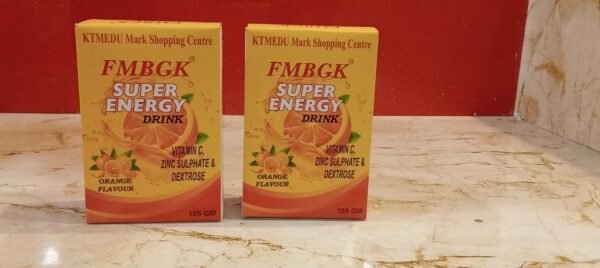 KTMEDU Mark Shopping Centre
FMBGK
SUPER
ENERGY
DRINK
VITAMIN C,
ZINC SULPHATE &
DEXTROSE
ORANGE
FLAVOUR
105 GM
KTMEDU Mark Shopping Centre
FMBGK
SUPER
ENERGY
DRINK
VITAMIN C,
ZINC SULPHATE &
DEXTROSE
ORANGE
FLAVOUR
105 GM